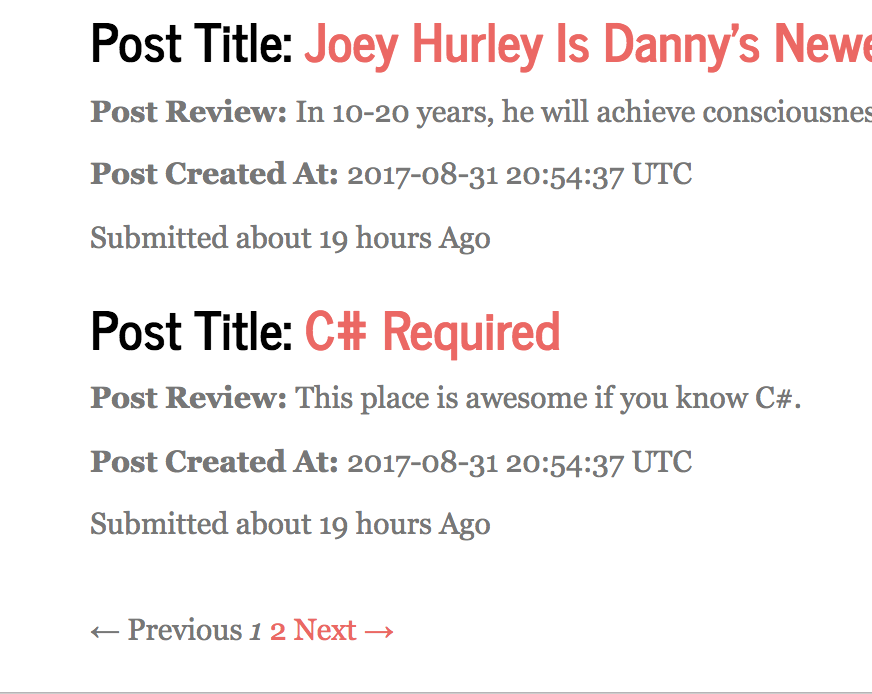 Post Title: Joey Hurley Is Danny's
Post Review: In 10-20 years, he will achieve
Post Created At: 2017-08-31 20:54:37 UTC
Submitted about 19 hours Ago
Post Title: C# Required
Post Review: This place is awesome if you know C#.
Post Created At: 2017-08-31 20:54:37 UTC
Submitted about 19 hours Ago
← Previous 1 2 Next →